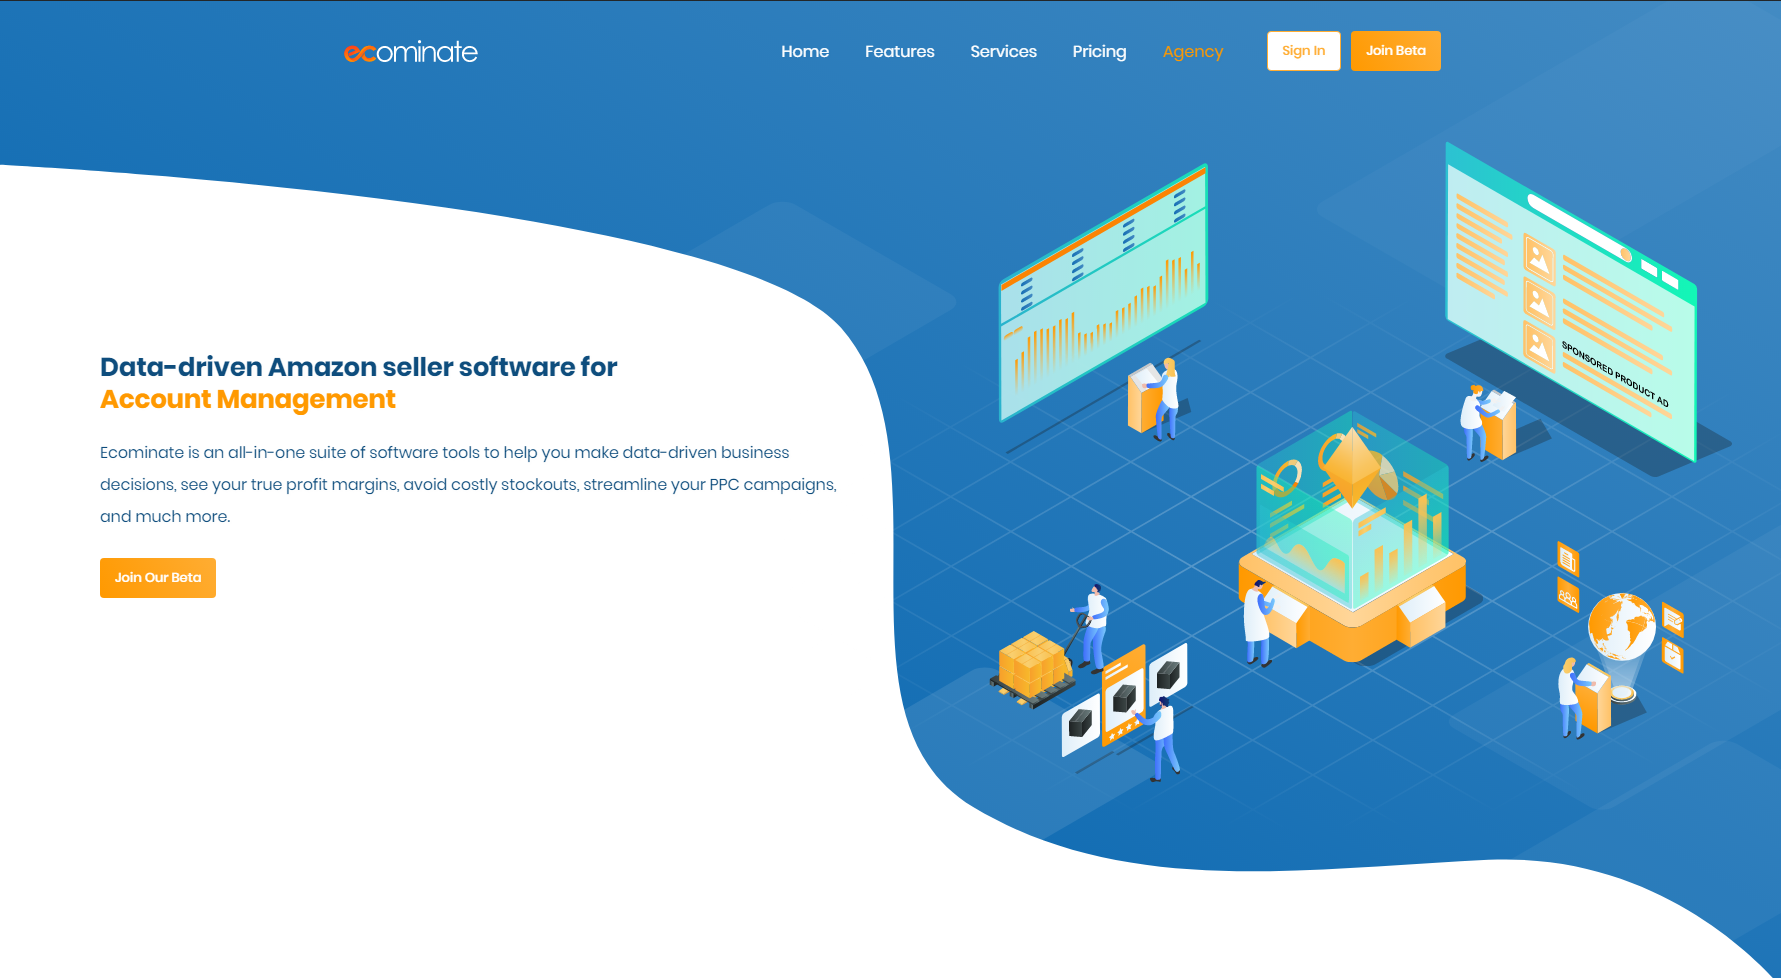 ecominate
Home Features Services Pricing Agency Sign In Join Beta
Data-driven Amazon seller software for
Account Management
Ecominate is an all-in-one suite of software tools to help you make data-driven business
decisions, see your true profit margins, avoid costly stockouts, streamline your PPC campaigns,
and much more.
Join Our Beta
SPONSORED PRODUCT AD